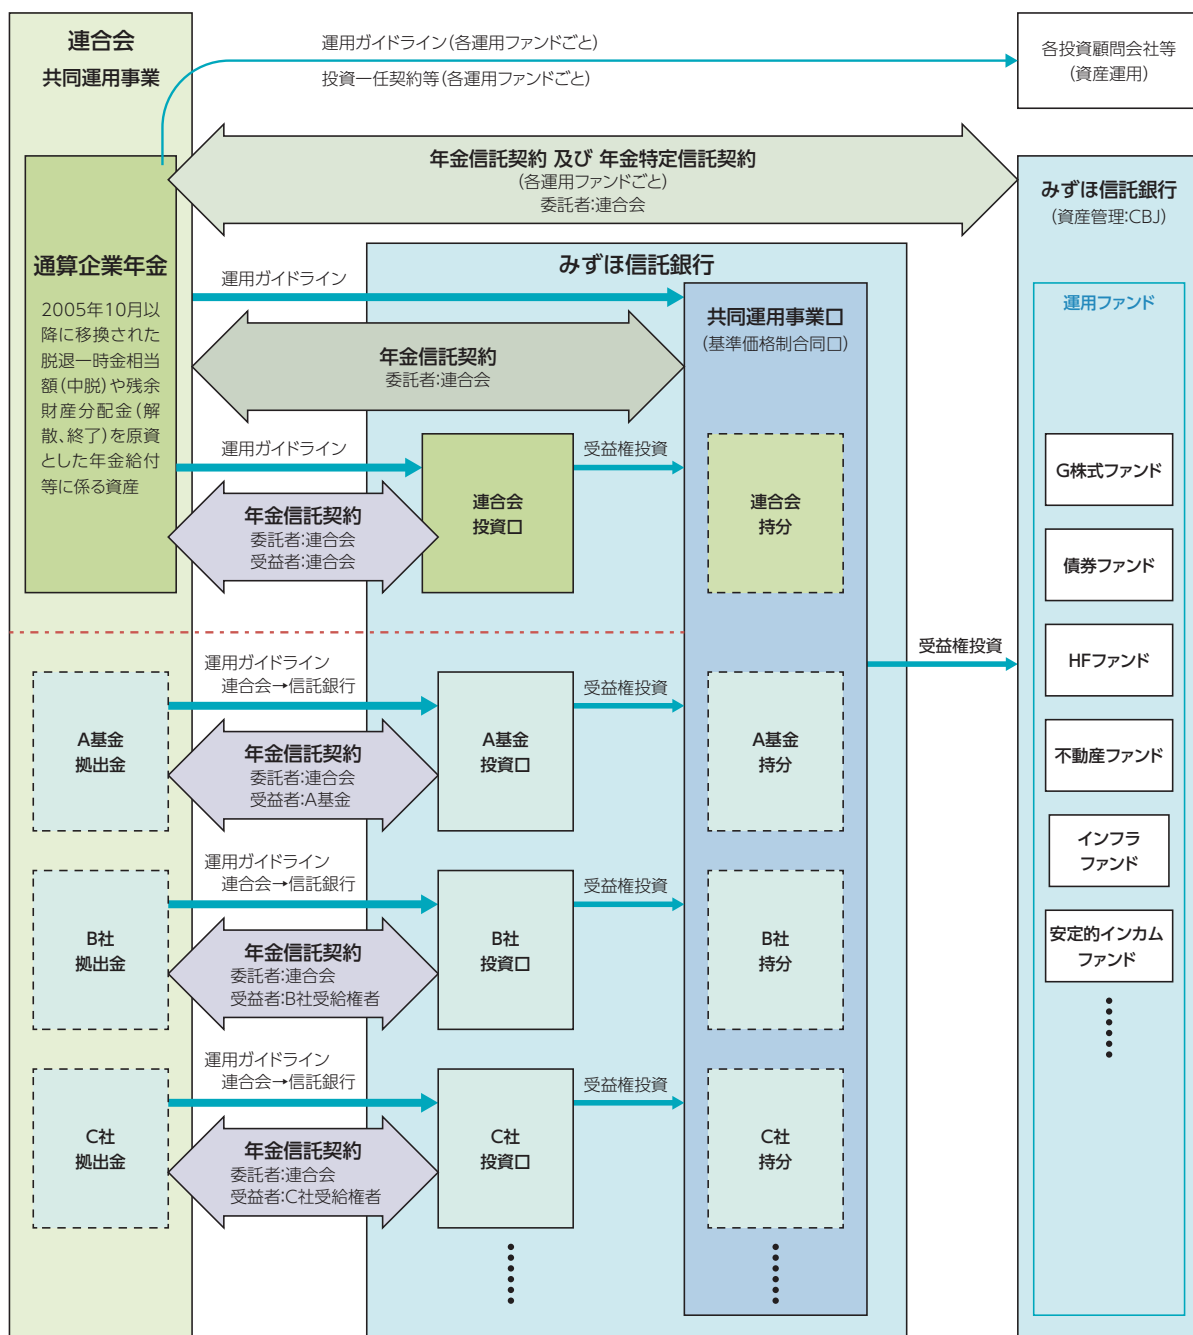 連合会
共同運用事業
運用ガイドライン(各運用ファンドごと)
投資一任契約等(各運用ファンドごと)
各投資顧問会社等
(資産運用)
年金信託契約 及び 年金特定信託契約
(各運用ファンドごと)
委託者:連合会
みずほ信託銀行
(資産管理:CBJ)
通算企業年金
2005年10月以
降に移換された
脱退一時金相当
額(中脱)や残余
財産分配金(解
散、終了)を原資
とした年金給付
等に係る資産
みずほ信託銀行
運用ガイドライン
共同運用事業口
(基準価格制合同口)
年金信託契約
委託者:連合会
運用ガイドライン
連合会
投資口
受益権投資
連合会
持分
年金信託契約
委託者:連合会
受益者:連合会
運用ファンド
G株式ファンド
債券ファンド
HFファンド
不動産ファンド
インフラ
ファンド
安定的インカム
ファンド
受益権投資
A基金
拠出金
運用ガイドライン
連合会→信託銀行
年金信託契約
委託者:連合会
受益者:A基金
A基金
投資口
受益権投資
A基金
持分
B社
拠出金
運用ガイドライン
連合会→信託銀行
年金信託契約
委託者:連合会
受益者:B社受給権者
B社
投資口
受益権投資
B社
持分
C社
拠出金
運用ガイドライン
連合会→信託銀行
年金信託契約
委託者:連合会
受益者:C社受給権者
C社
投資口
受益権投資
C社
持分